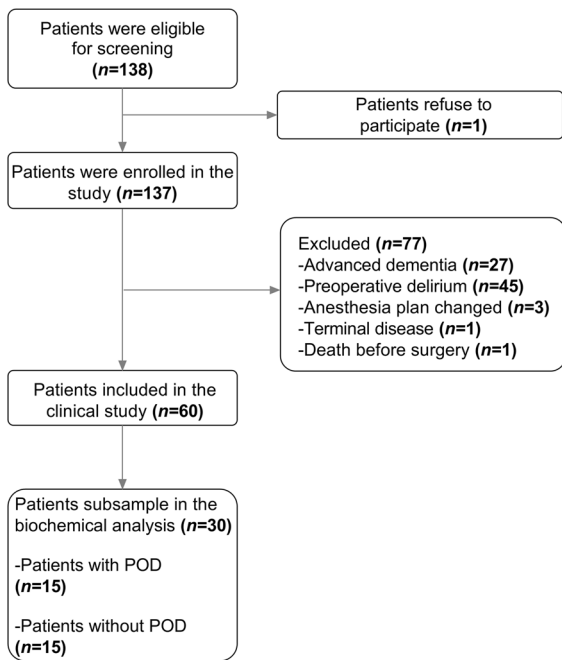 Patients were eligible
for screening
(n=138)
Patients refuse to
participate (n=1)
Patients were enrolled in the
study (n=137)
Excluded (n=77)
-Advanced dementia (n=27)
-Preoperative delirium (n=45)
-Anesthesia plan changed (n=3)
-Terminal disease (n=1)
-Death before surgery (n=1)
Patients included in the
clinical study (n=60)
Patients subsample in the
biochemical analysis (n=30)
-Patients with POD
(n=15)
-Patients without POD
(n=15)